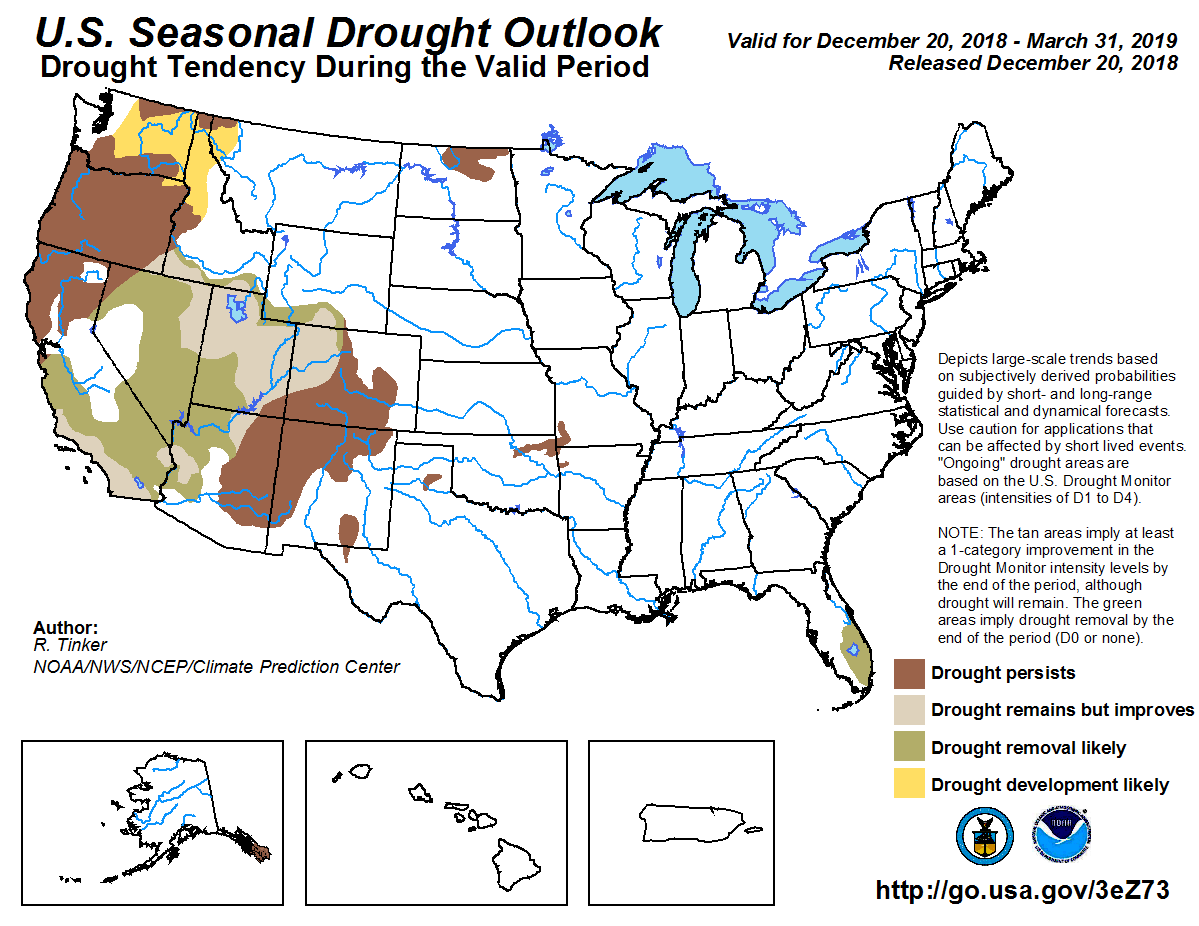 U.S. Seasonal Drought Outlook
Drought Tendency During the Valid Period
Valid for December 20, 2018 - March 31, 2019
Released December 20, 2018
Depicts large-scale trends based
on subjectively derived probabilities
guided by short- and long-range
statistical and dynamical forecasts.
Use caution for applications that
can be affected by short lived events.
"Ongoing" drought areas are
based on the U.S. Drought Monitor
areas (intensities of D1 to D4).
NOTE: The tan areas imply at least
a 1-category improvement in the
Drought Monitor intensity levels by
the end of the period, although
drought will remain. The green
areas imply drought removal by the
end of the period (D0 or none).
Author:
R. Tinker
NOAA/NWS/NCEP/Climate Prediction Center
Drought persists
Drought remains but improves
Drought removal likely
Drought development likely
http://go.usa.gov/3eZ73